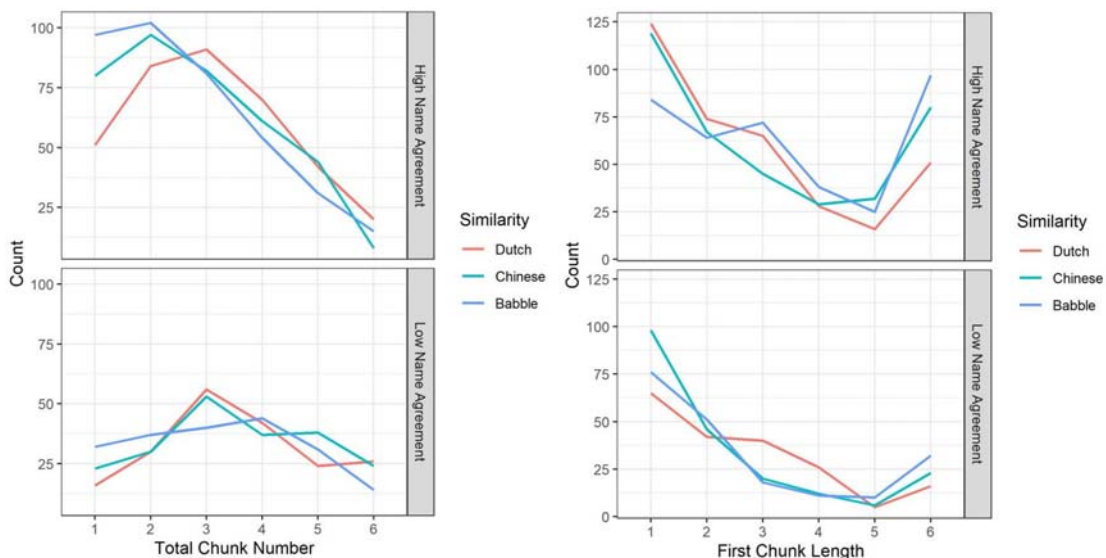 100
75
50
25
High Name Agreement
100
75
50
25
Low Name Agreement
Count
1 2 3 4 5 6
Total Chunk Number
Similarity
Dutch
Chinese
Babble
125
100
75
50
25
0
High Name Agreement
125
100
75
50
25
0
Low Name Agreement
Count
1 2 3 4 5 6
First Chunk Length
Similarity
Dutch
Chinese
Babble